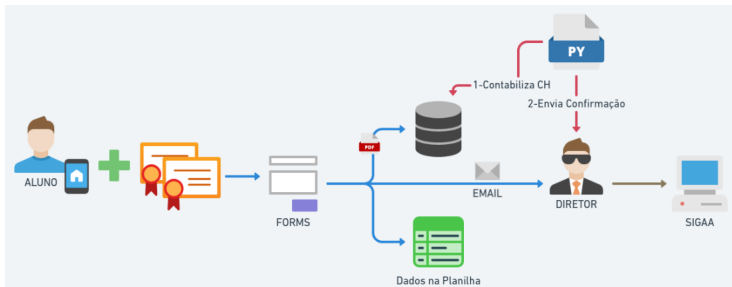 PY
1-Contabiliza CH
2-Envia Confirmação
PDF
ALUNO
FORMS
EMAIL
DIRETOR
SIGAA
Dados na Planilha